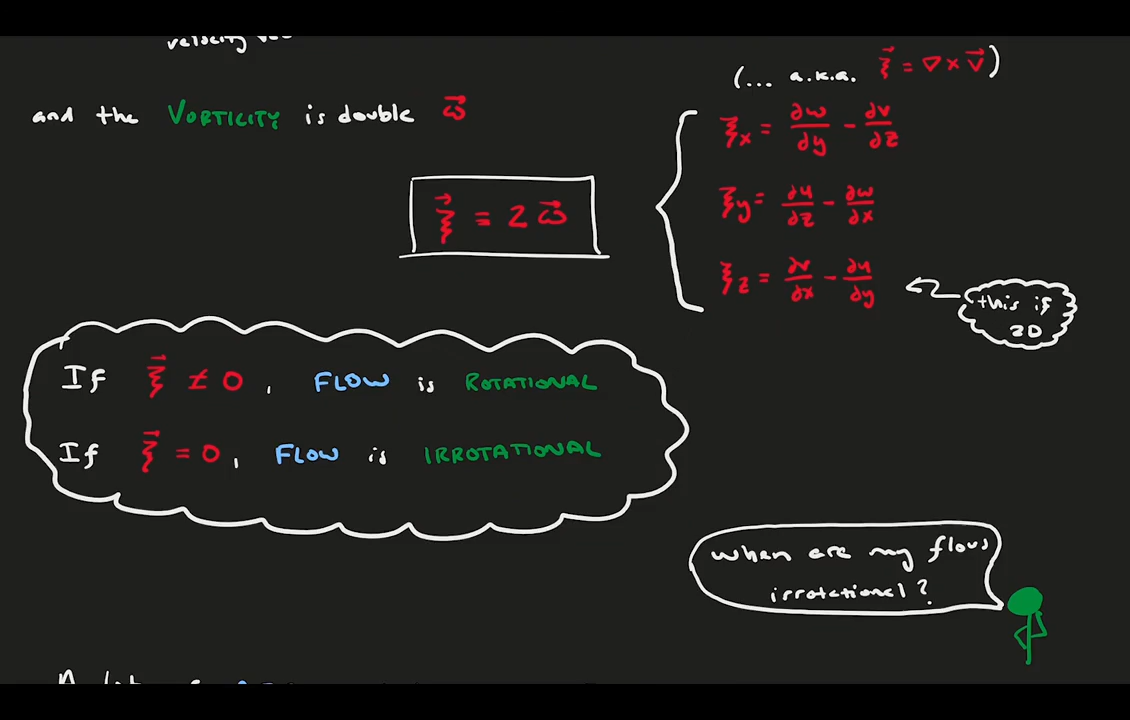 and the VORTICITY is double ω⃗
ξ⃗ = 2 ω⃗
(... a.k.a. ξ⃗ = ∇ × V⃗)
ξx = ∂w/∂y − ∂v/∂z
ξy = ∂u/∂z − ∂w/∂x
ξz = ∂v/∂x − ∂u/∂y
this if
2D
If ξ⃗ ≠ 0, FLOW is ROTATIONAL
If ξ⃗ = 0, FLOW is IRROTATIONAL
When are my flows
irrotational?